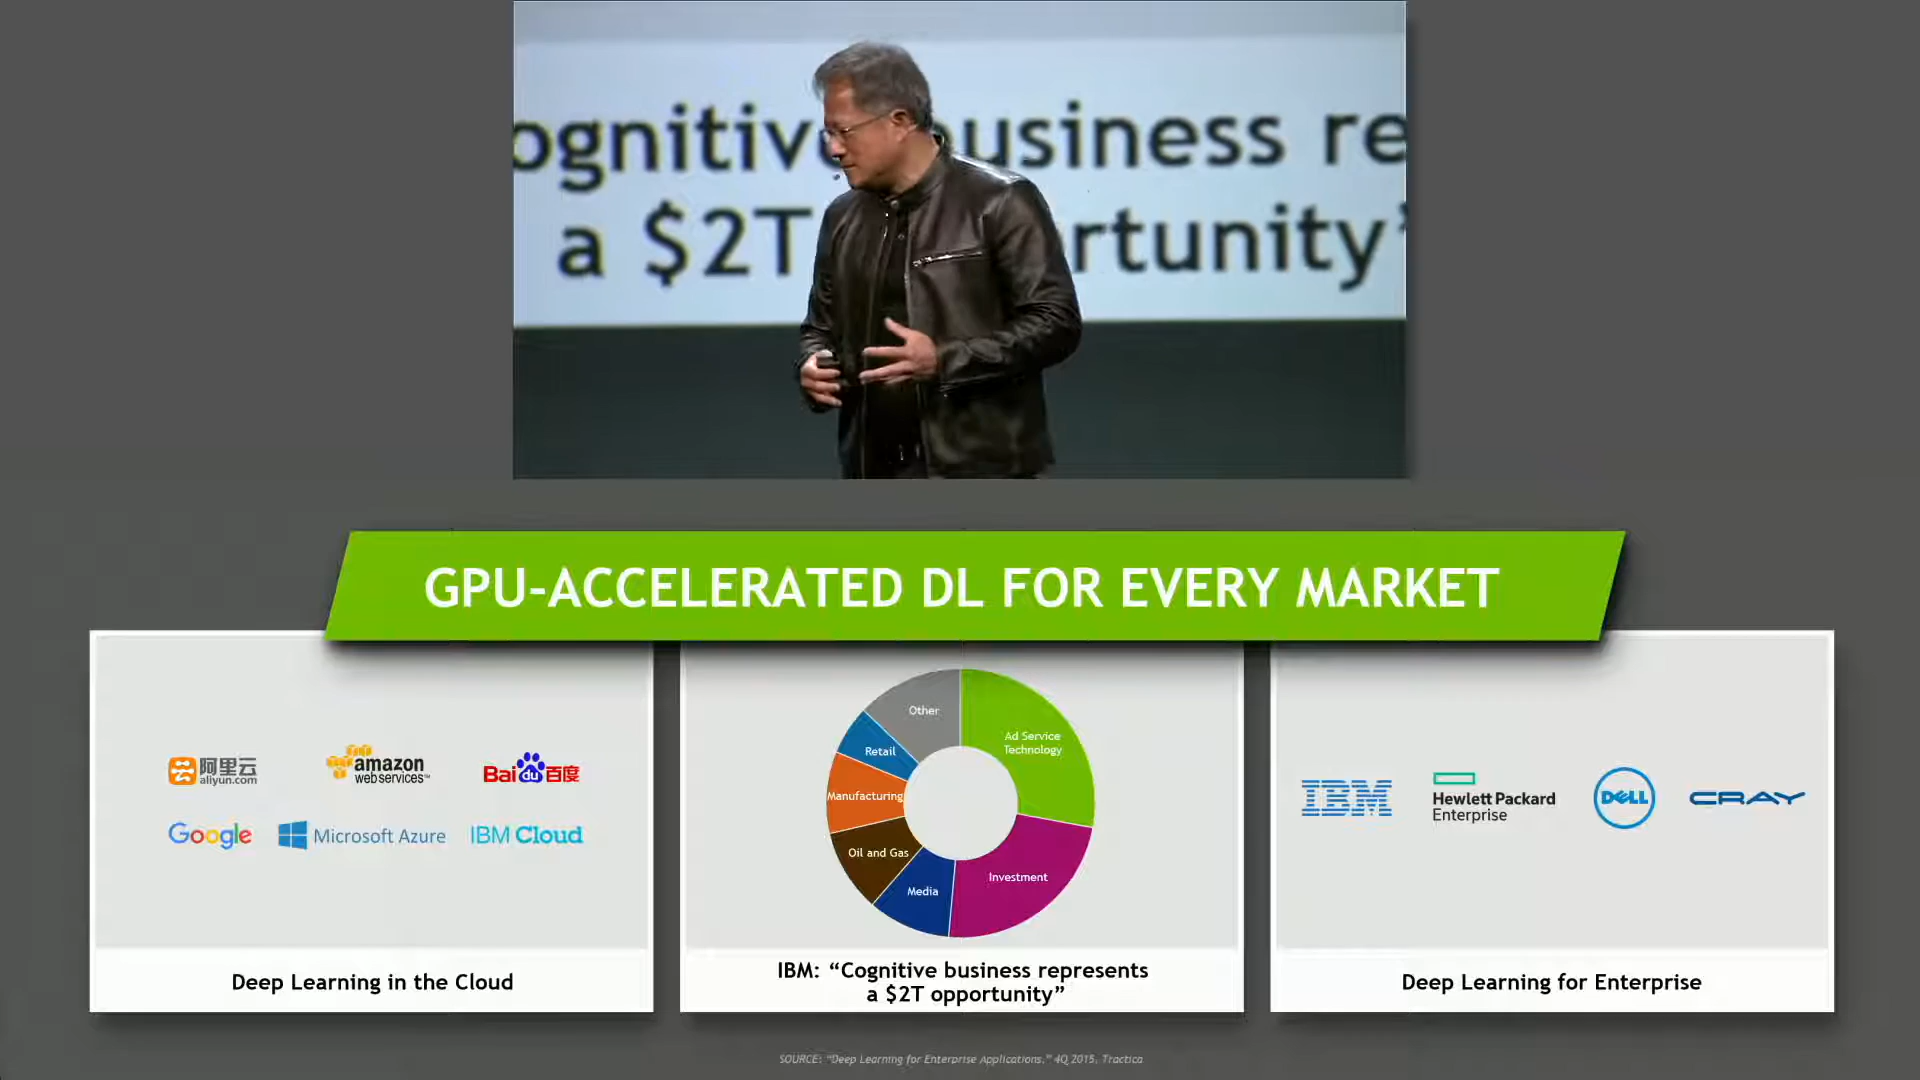 ognitiv
usiness re
a $2T
rtunity”
GPU-ACCELERATED DL FOR EVERY MARKET
阿里云
aliyun.com
amazon
webservices™
Baidu百度
Google
Microsoft Azure
IBM Cloud
Deep Learning in the Cloud
Other
Ad Service
Technology
Retail
Manufacturing
Oil and Gas
Media
Investment
IBM: “Cognitive business represents
a $2T opportunity”
IBM
Hewlett Packard
Enterprise
DELL
CRAY
Deep Learning for Enterprise
SOURCE: “Deep Learning for Enterprise Applications.” 4Q 2015. Tractica